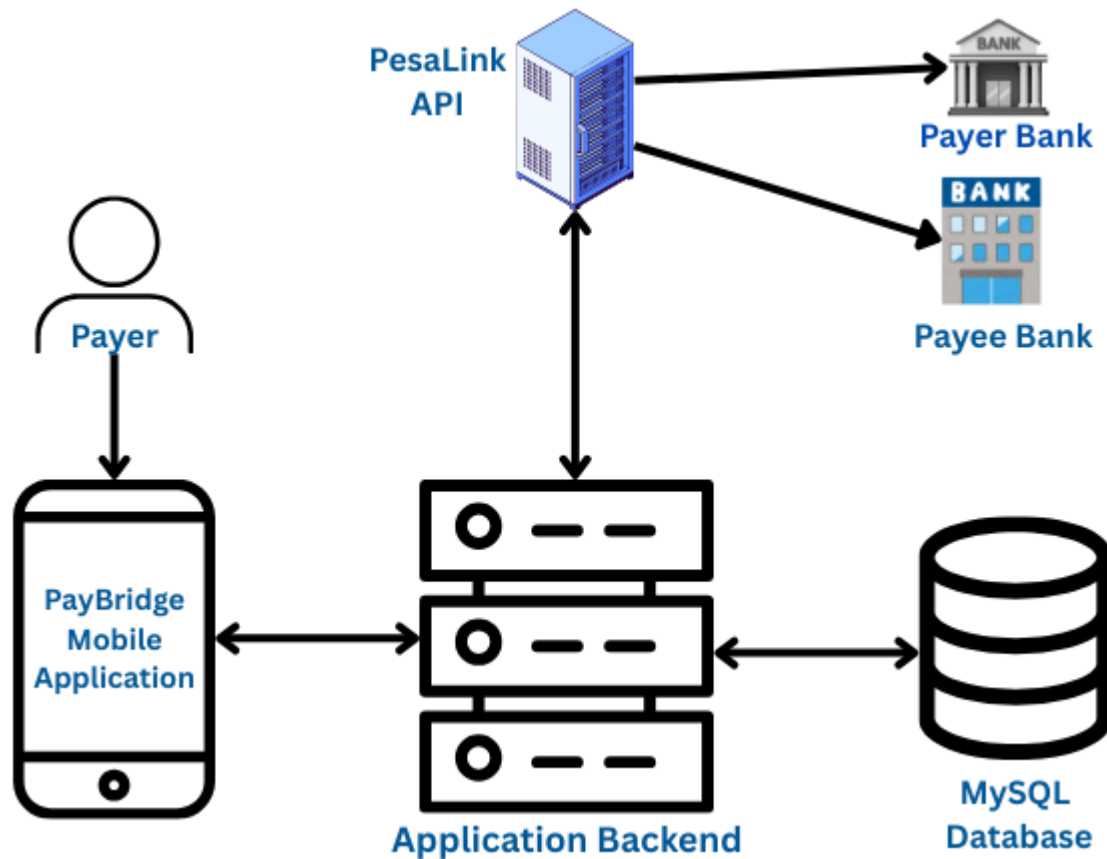 PesaLink
API
BANK
Payer Bank
BANK
Payee Bank
Payer
PayBridge
Mobile
Application
Application Backend
MySQL
Database